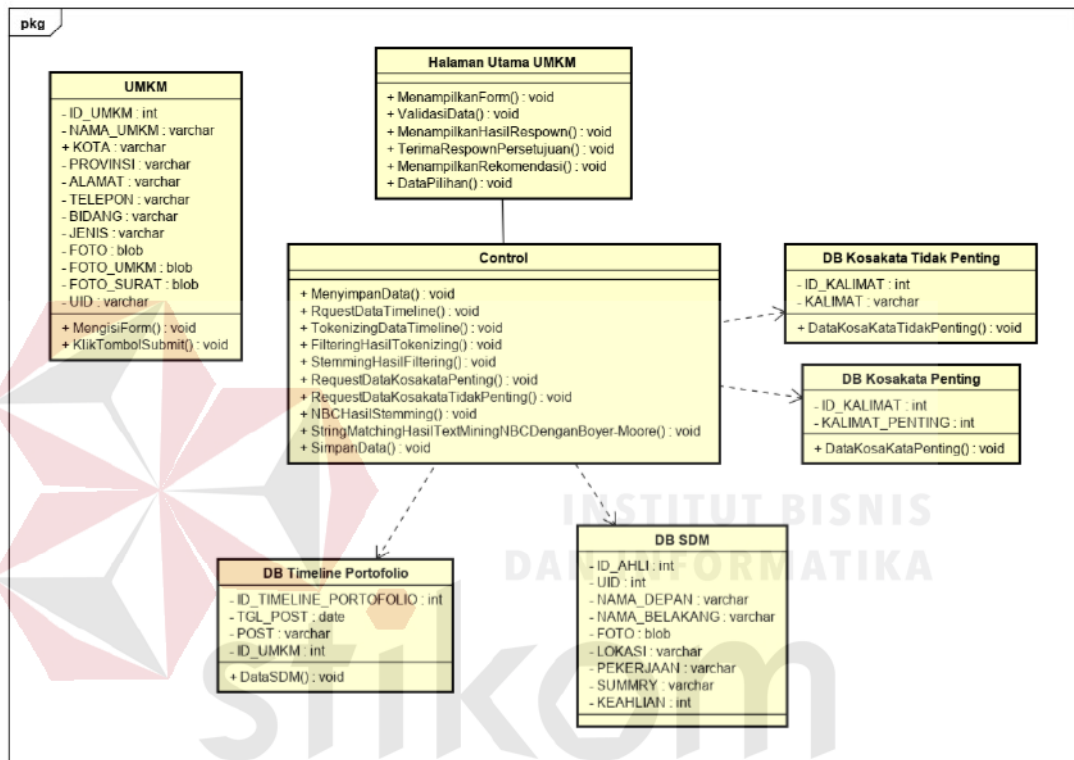 pkg
UMKM
- ID_UMKM : int
- NAMA_UMKM : varchar
+ KOTA : varchar
- PROVINSI : varchar
- ALAMAT : varchar
- TELEPON : varchar
- BIDANG : varchar
- JENIS : varchar
- FOTO : blob
- FOTO_UMKM : blob
- FOTO_SURAT : blob
- UID : varchar
+ MengisiForm() : void
+ KlikTombolSubmit() : void
Halaman Utama UMKM
+ MenampilkanForm() : void
+ ValidasiData() : void
+ MenampilkanHasilRespown() : void
+ TerimaRespownPersetujuan() : void
+ MenampilkanRekomendasi() : void
+ DataPilihan() : void
Control
+ MenyimpanData() : void
+ RquestDataTimeline() : void
+ TokenizingDataTimeline() : void
+ FilteringHasilTokenizing() : void
+ StemmingHasilFiltering() : void
+ RequestDataKosakataPenting() : void
+ RequestDataKosakataTidakPenting() : void
+ NBCHasilStemming() : void
+ StringMatchingHasilTextMiningNBCDenganBoyer-Moore() : void
+ SimpanData() : void
DB Kosakata Tidak Penting
- ID_KALIMAT : int
- KALIMAT : varchar
+ DataKosaKataTidakPenting() : void
DB Kosakata Penting
- ID_KALIMAT : int
- KALIMAT_PENTING : int
+ DataKosaKataPenting() : void
INSTITUT BISNIS
DAN INFORMATIKA
stikom
DB Timeline Portofolio
- ID_TIMELINE_PORTOFOLIO : int
- TGL_POST : date
- POST : varchar
- ID_UMKM : int
+ DataSDM() : void
DB SDM
- ID_AHLI : int
- UID : int
- NAMA_DEPAN : varchar
- NAMA_BELAKANG : varchar
- FOTO : blob
- LOKASI : varchar
- PEKERJAAN : varchar
- SUMMRY : varchar
- KEAHLIAN : int